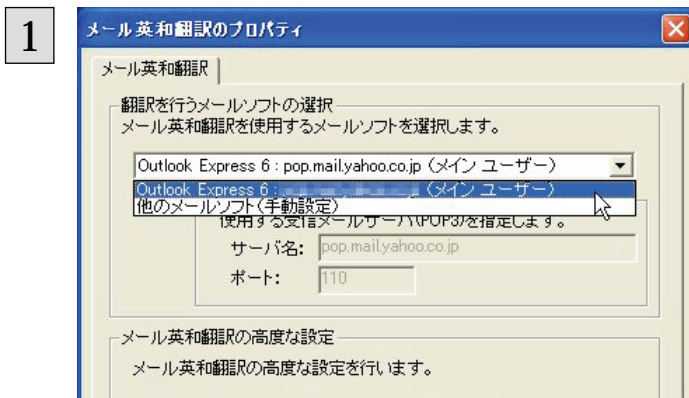 1
メール英和翻訳のプロパティ
メール英和翻訳
翻訳を行うメールソフトの選択
メール英和翻訳を使用するメールソフトを選択します。
Outlook Express 6 : pop.mail.yahoo.co.jp (メイン ユーザー)
Outlook Express 6 : (メイン ユーザー)
他のメールソフト(手動設定)
使用する受信メールサーバ(POP3)を指定します。
サーバ名: pop.mail.yahoo.co.jp
ポート: 110
メール英和翻訳の高度な設定
メール英和翻訳の高度な設定を行います。